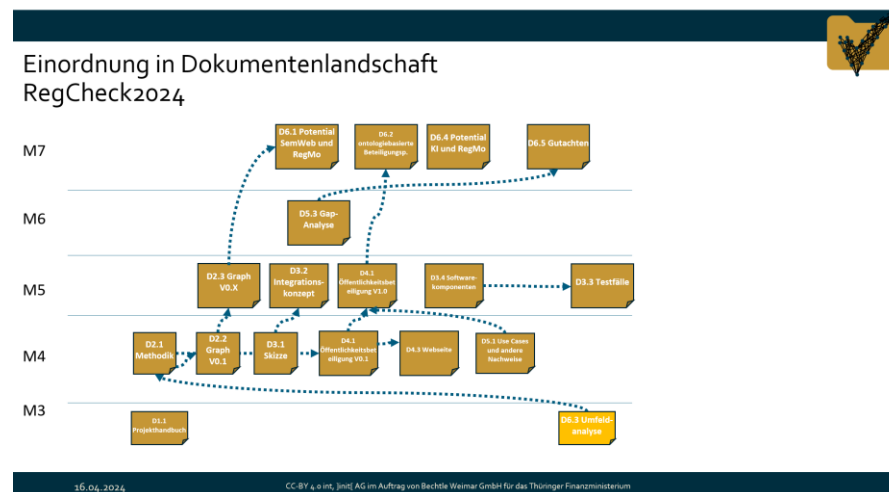 Einordnung in Dokumentenlandschaft
RegCheck2024
M7
D6.1 Potential
SemWeb und
RegMo
D6.2
ontologiebasierte
Beteiligungsp.
D6.4 Potential
KI und RegMo
D6.5 Gutachten
M6
D5.3 Gap-
Analyse
M5
D2.3 Graph
V0.X
D3.2
Integrations-
konzept
D4.1
Öffentlichkeitsbet
eiligung V1.0
D3.4 Software-
komponenten
D3.3 Testfälle
M4
D2.1
Methodik
D2.2
Graph
V0.1
D3.1
Skizze
D4.1
Öffentlichkeitsbet
eiligung V0.1
D4.3 Webseite
D5.1 Use Cases
und andere
Nachweise
M3
D1.1
Projekthandbuch
D6.3 Umfeld-
analyse
16.04.2024
CC-BY 4.0 int, ]init[ AG im Auftrag von Bechtle Weimar GmbH für das Thüringer Finanzministerium